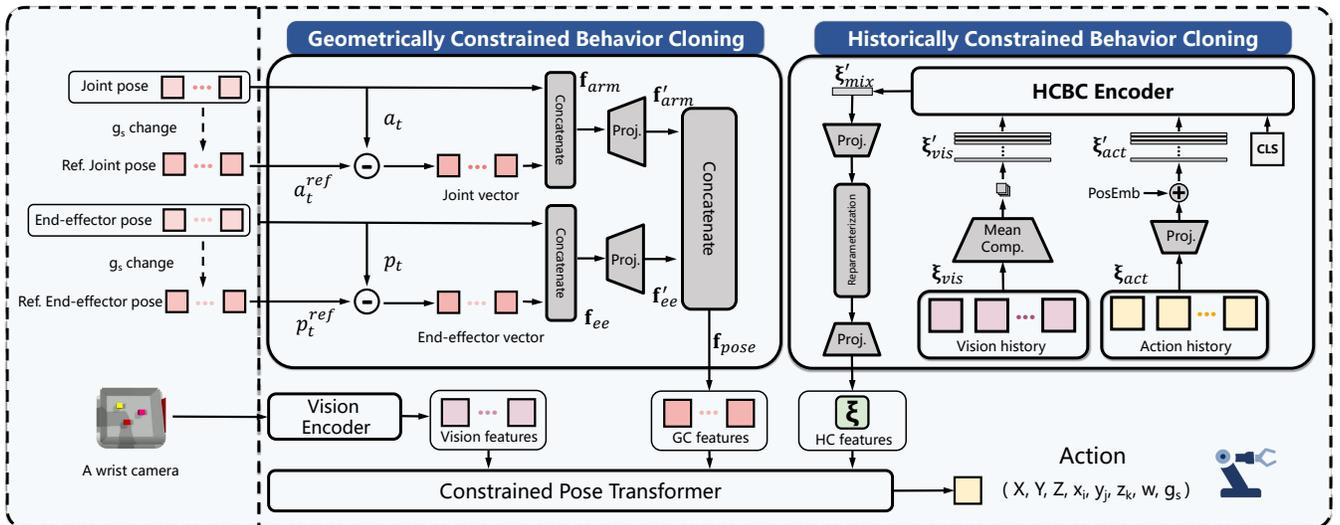 Geometrically Constrained Behavior Cloning
Historically Constrained Behavior Cloning
Joint pose
gₛ change
Ref. Joint pose
End-effector pose
gₛ change
Ref. End-effector pose
A wrist camera
a_t
a_t^ref
Joint vector
Concatenate
f_arm
Proj.
f'_arm
p_t
p_t^ref
End-effector vector
Concatenate
f_ee
Proj.
f'_ee
Concatenate
f_pose
ξ'_mix
HCBC Encoder
Proj.
Reparameterization
Proj.
ξ'_vis
Mean
Comp.
ξ_vis
Vision history
ξ'_act
CLS
PosEmb
+
Proj.
ξ_act
Action history
Vision
Encoder
Vision features
GC features
ξ
HC features
Constrained Pose Transformer
Action
( X, Y, Z, xᵢ, yⱼ, zₖ, w, gₛ )